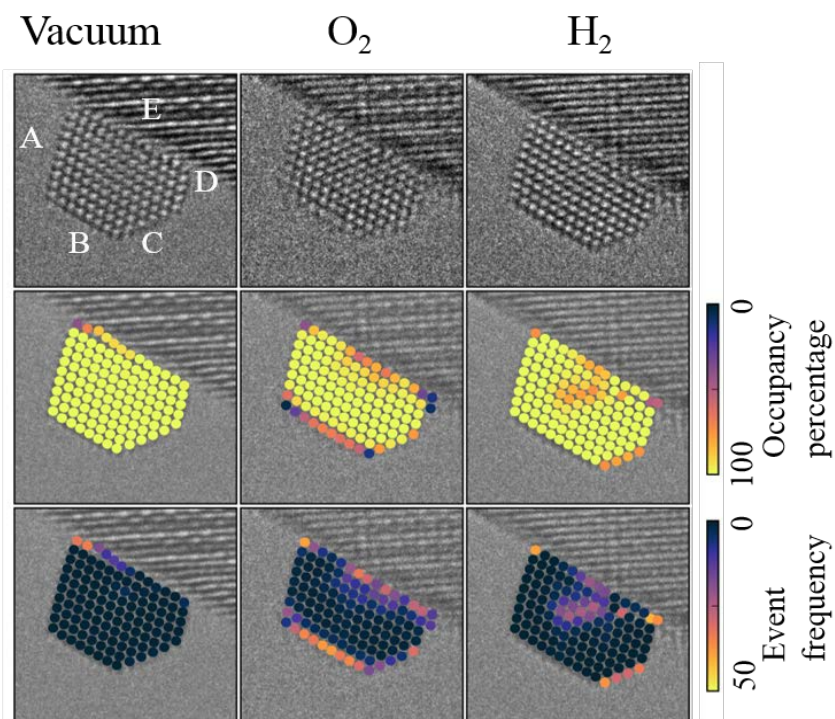 Vacuum O₂ H₂
E
A
D
B C
0
Occupancy
percentage
100
0
Event
frequency
50